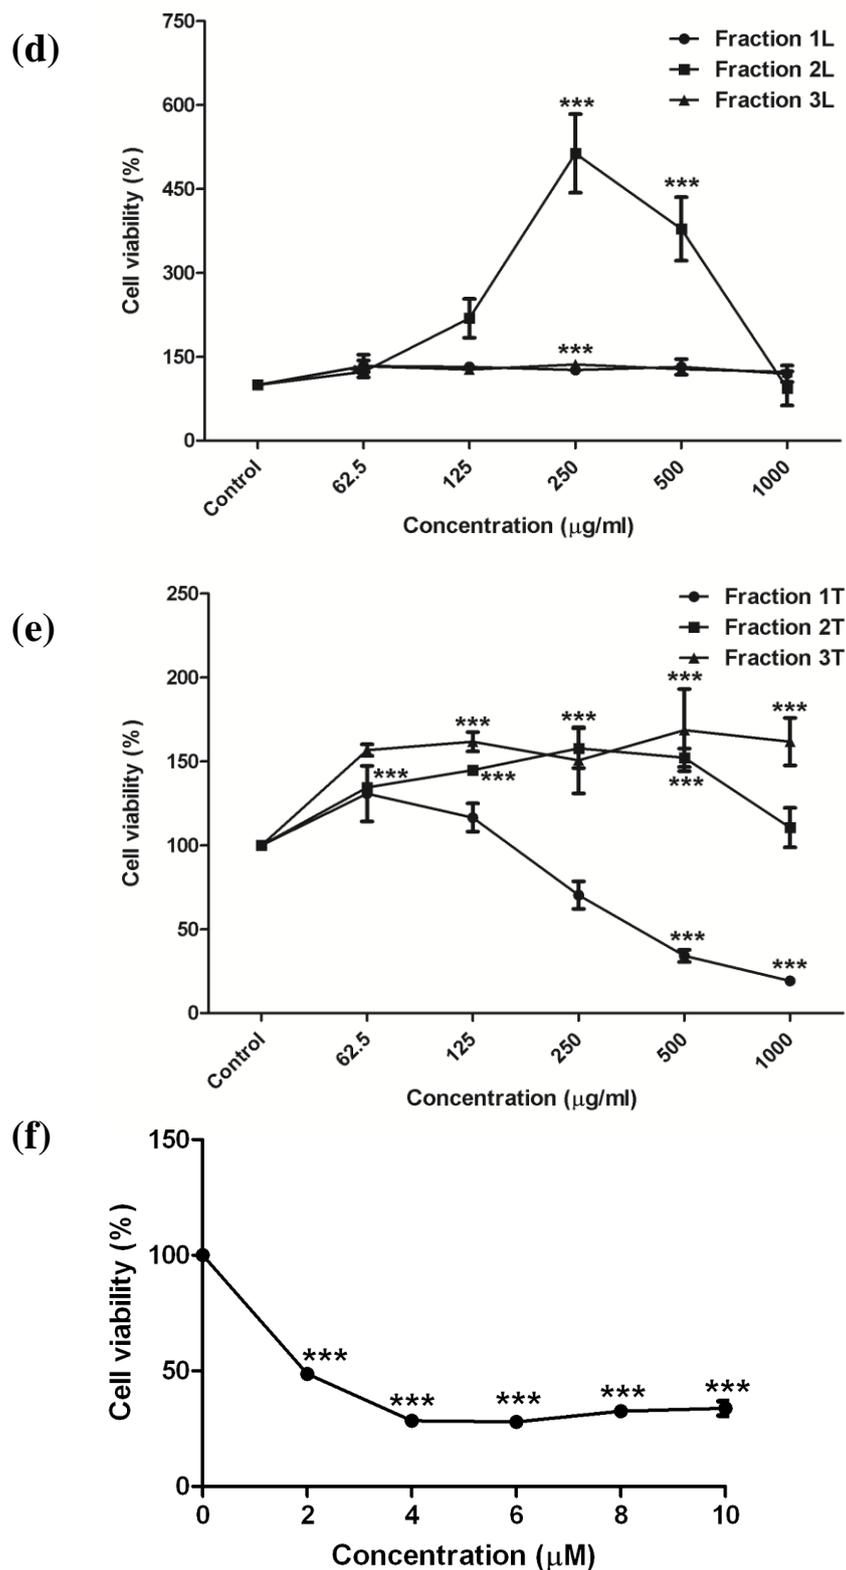 (d)
750
600
450
300
150
0
Cell viability (%)
Fraction 1L
Fraction 2L
Fraction 3L
***
***
***
Control
62.5
125
250
500
1000
Concentration (μg/ml)
(e)
250
200
150
100
50
0
Cell viability (%)
Fraction 1T
Fraction 2T
Fraction 3T
***
***
***
***
***
***
***
***
***
Control
62.5
125
250
500
1000
Concentration (μg/ml)
(f)
150
100
50
0
Cell viability (%)
***
***
***
***
***
0
2
4
6
8
10
Concentration (μM)